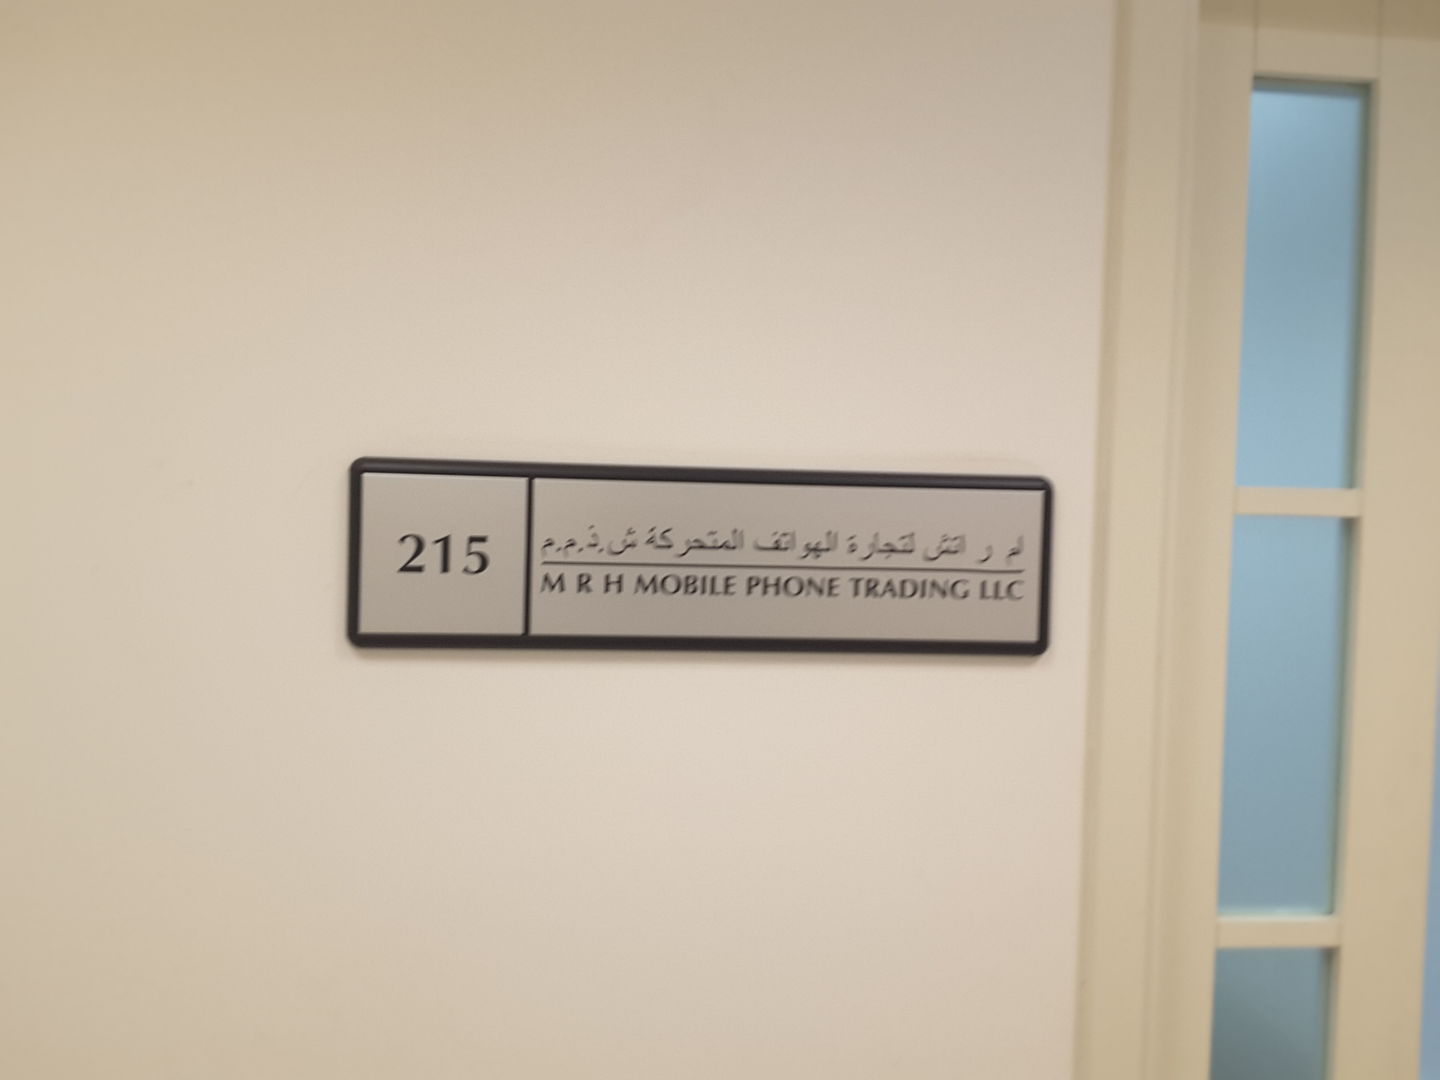 215
ام ر اتش لتجارة الهواتف المتحركة ش.ذ.م.م
M R H MOBILE PHONE TRADING LLC